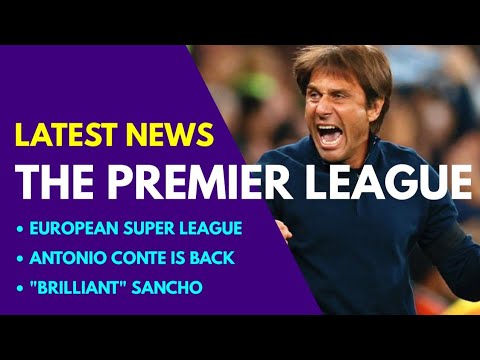 LATEST NEWS
THE PREMIER LEAGUE
• EUROPEAN SUPER LEAGUE
• ANTONIO CONTE IS BACK
• "BRILLIANT" SANCHO